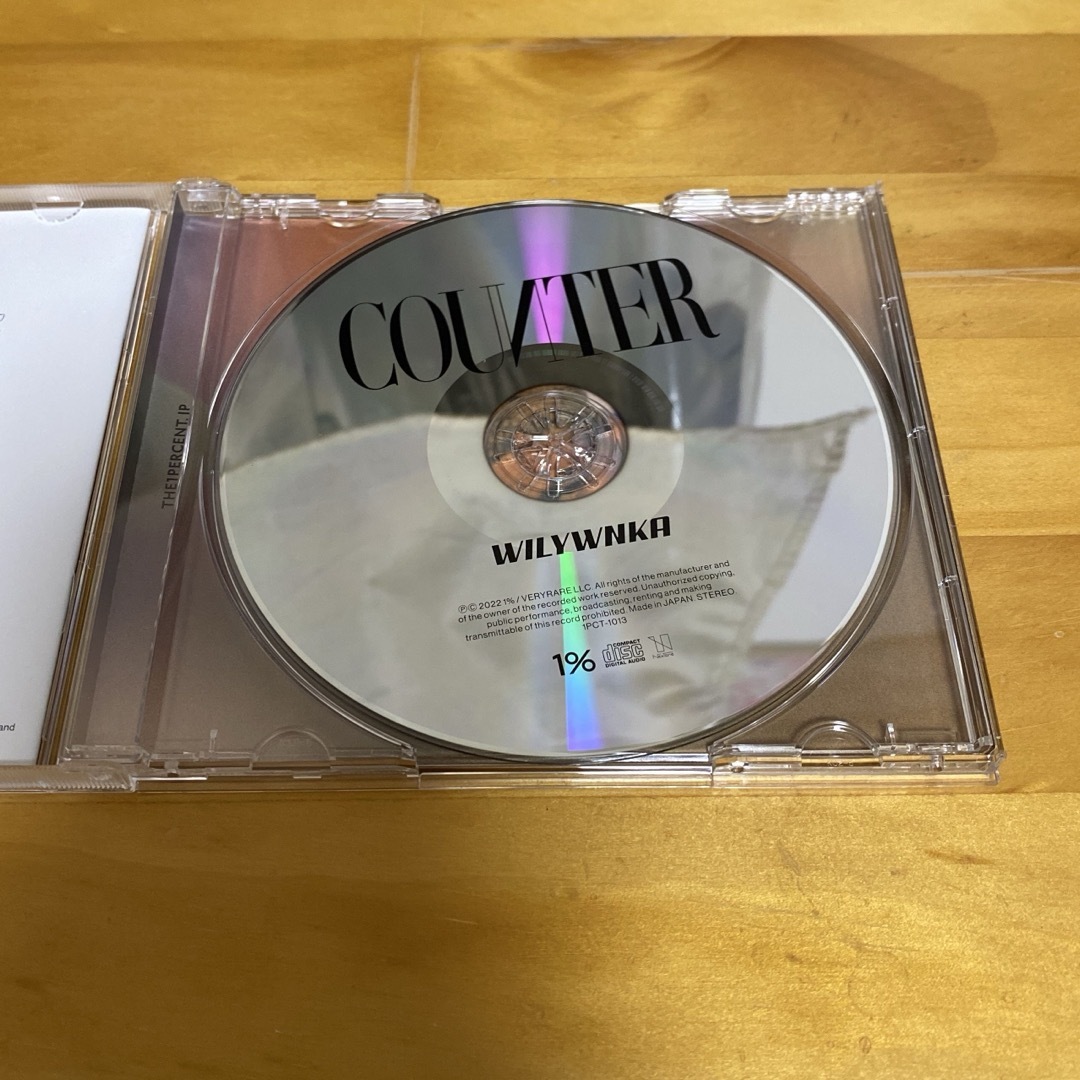 COUNTER
WILYWNKA
Ⓟ© 2022 1% / VERYRARE LLC. All rights of the manufacturer and
of the owner of the recorded work reserved. Unauthorized copying,
public performance, broadcasting, renting and making
transmittable of this record prohibited. Made in JAPAN. STEREO.
1PCT-1013
1%
COMPACT
disc
DIGITAL AUDIO
THE1PERCENT.JP
and